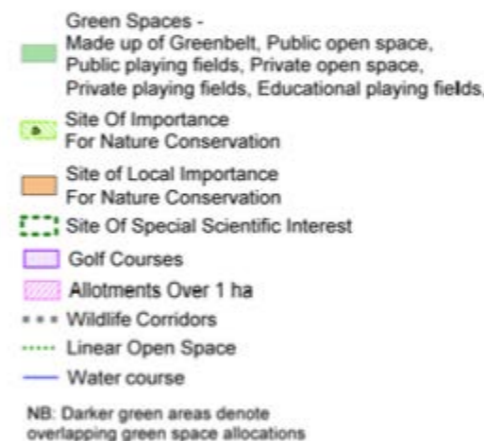 Green Spaces -
Made up of Greenbelt, Public open space,
Public playing fields, Private open space,
Private playing fields, Educational playing fields,
Site Of Importance
For Nature Conservation
Site of Local Importance
For Nature Conservation
Site Of Special Scientific Interest
Golf Courses
Allotments Over 1 ha
Wildlife Corridors
Linear Open Space
Water course
NB: Darker green areas denote
overlapping green space allocations